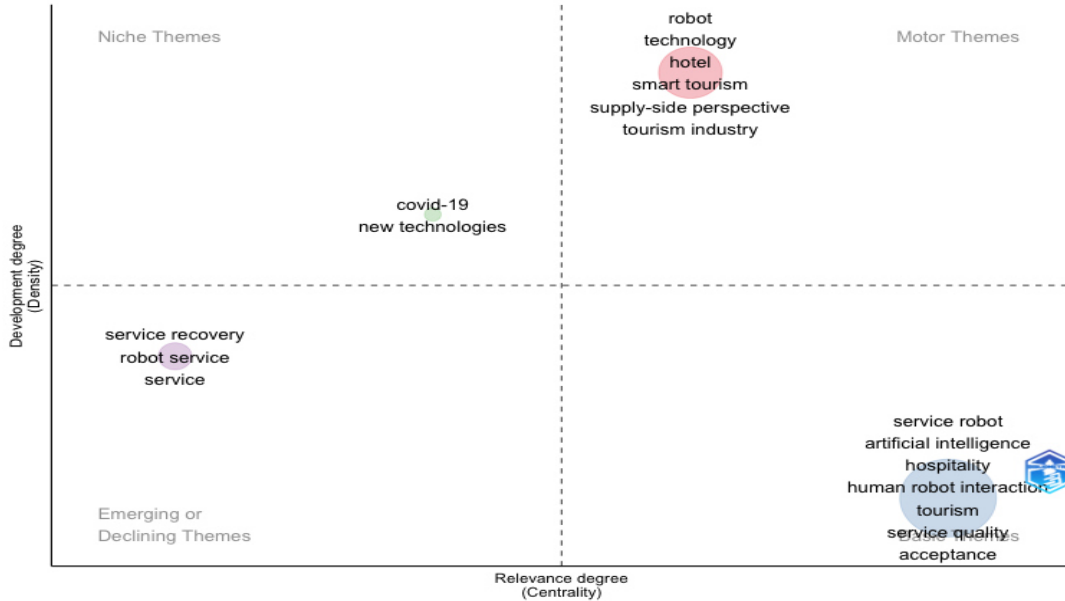 Niche Themes
Motor Themes
robot
technology
hotel
smart tourism
supply-side perspective
tourism industry
covid-19
new technologies
Development degree
(Density)
service recovery
robot service
service
service robot
artificial intelligence
hospitality
human robot interaction
tourism
service quality
acceptance
Emerging or
Declining Themes
Basic Themes
Relevance degree
(Centrality)